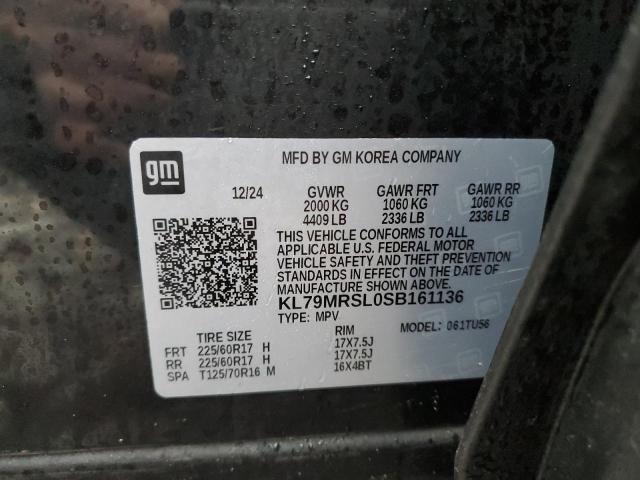 gm
MFD BY GM KOREA COMPANY
12/24 GVWR GAWR FRT GAWR RR
2000 KG 1060 KG 1060 KG
4409 LB 2336 LB 2336 LB
THIS VEHICLE CONFORMS TO ALL
APPLICABLE U.S. FEDERAL MOTOR
VEHICLE SAFETY AND THEFT PREVENTION
STANDARDS IN EFFECT ON THE DATE OF
MANUFACTURE SHOWN ABOVE.
KL79MRSL0SB161136
TYPE: MPV MODEL: 061TU56
TIRE SIZE RIM
FRT 225/60R17 H 17X7.5J
RR 225/60R17 H 17X7.5J
SPA T125/70R16 M 16X4BT